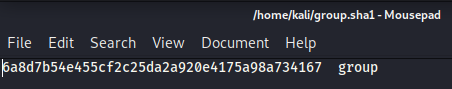 /home/kali/group.sha1 - Mousepad
File Edit Search View Document Help
6a8d7b54e455cf2c25da2a920e4175a98a734167  group